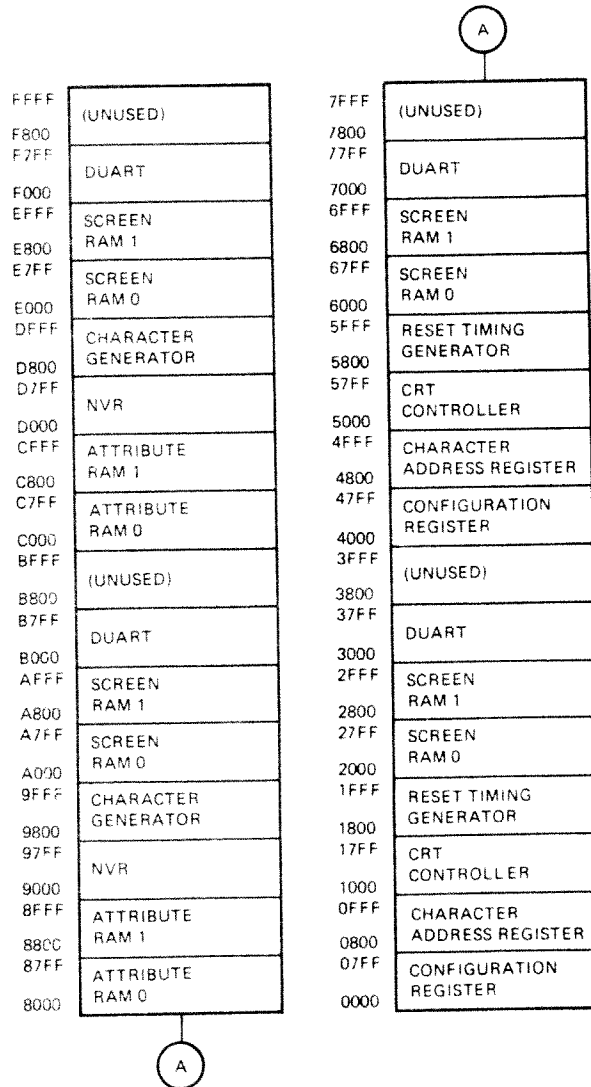 A
FFFF
(UNUSED)
F800
F7FF
DUART
F000
EFFF
SCREEN
RAM 1
E800
E7FF
SCREEN
RAM 0
E000
DFFF
CHARACTER
GENERATOR
D800
D7FF
NVR
D000
CFFF
ATTRIBUTE
RAM 1
C800
C7FF
ATTRIBUTE
RAM 0
C000
BFFF
(UNUSED)
B800
B7FF
DUART
B000
AFFF
SCREEN
RAM 1
A800
A7FF
SCREEN
RAM 0
A000
9FFF
CHARACTER
GENERATOR
9800
97FF
NVR
9000
8FFF
ATTRIBUTE
RAM 1
8800
87FF
ATTRIBUTE
RAM 0
8000
A
7FFF
(UNUSED)
7800
77FF
DUART
7000
6FFF
SCREEN
RAM 1
6800
67FF
SCREEN
RAM 0
6000
5FFF
RESET TIMING
GENERATOR
5800
57FF
CRT
CONTROLLER
5000
4FFF
CHARACTER
ADDRESS REGISTER
4800
47FF
CONFIGURATION
REGISTER
4000
3FFF
(UNUSED)
3800
37FF
DUART
3000
2FFF
SCREEN
RAM 1
2800
27FF
SCREEN
RAM 0
2000
1FFF
RESET TIMING
GENERATOR
1800
17FF
CRT
CONTROLLER
1000
0FFF
CHARACTER
ADDRESS REGISTER
0800
07FF
CONFIGURATION
REGISTER
0000